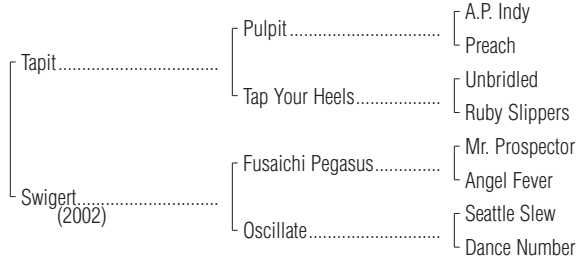 A.P. Indy
Pulpit
Preach
Tapit
Unbridled
Tap Your Heels
Ruby Slippers
Mr. Prospector
Fusaichi Pegasus
Angel Fever
Swigert
(2002)
Seattle Slew
Oscillate
Dance Number